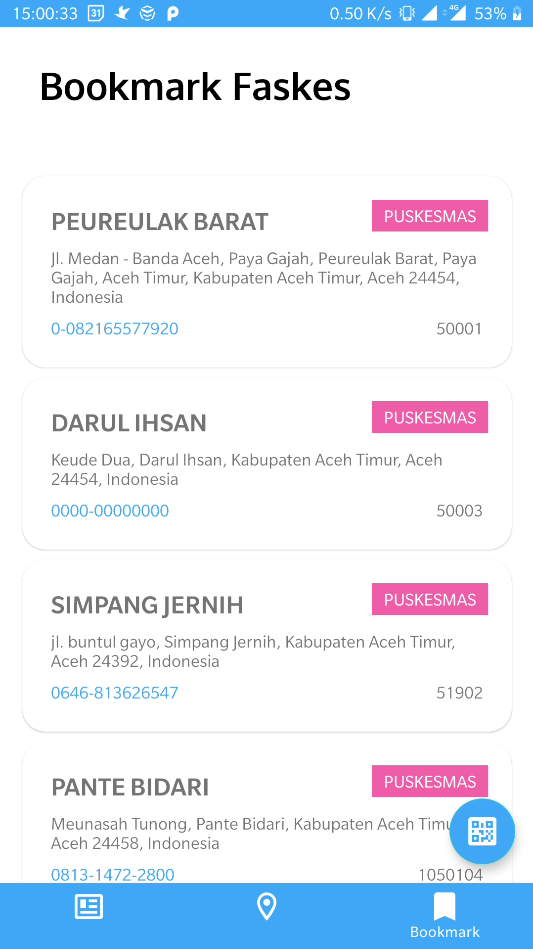 15:00:33 31 0.50 K/s 4G 53%
Bookmark Faskes
PEUREULAK BARAT PUSKESMAS
Jl. Medan - Banda Aceh, Paya Gajah, Peureulak Barat, Paya
Gajah, Aceh Timur, Kabupaten Aceh Timur, Aceh 24454,
Indonesia
0-082165577920 50001
DARUL IHSAN PUSKESMAS
Keude Dua, Darul Ihsan, Kabupaten Aceh Timur, Aceh
24454, Indonesia
0000-00000000 50003
SIMPANG JERNIH PUSKESMAS
jl. buntul gayo, Simpang Jernih, Kabupaten Aceh Timur,
Aceh 24392, Indonesia
0646-813626547 51902
PANTE BIDARI PUSKESMAS
Meunasah Tunong, Pante Bidari, Kabupaten Aceh
Aceh 24458, Indonesia
0813-1472-2800 1050104
Bookmark